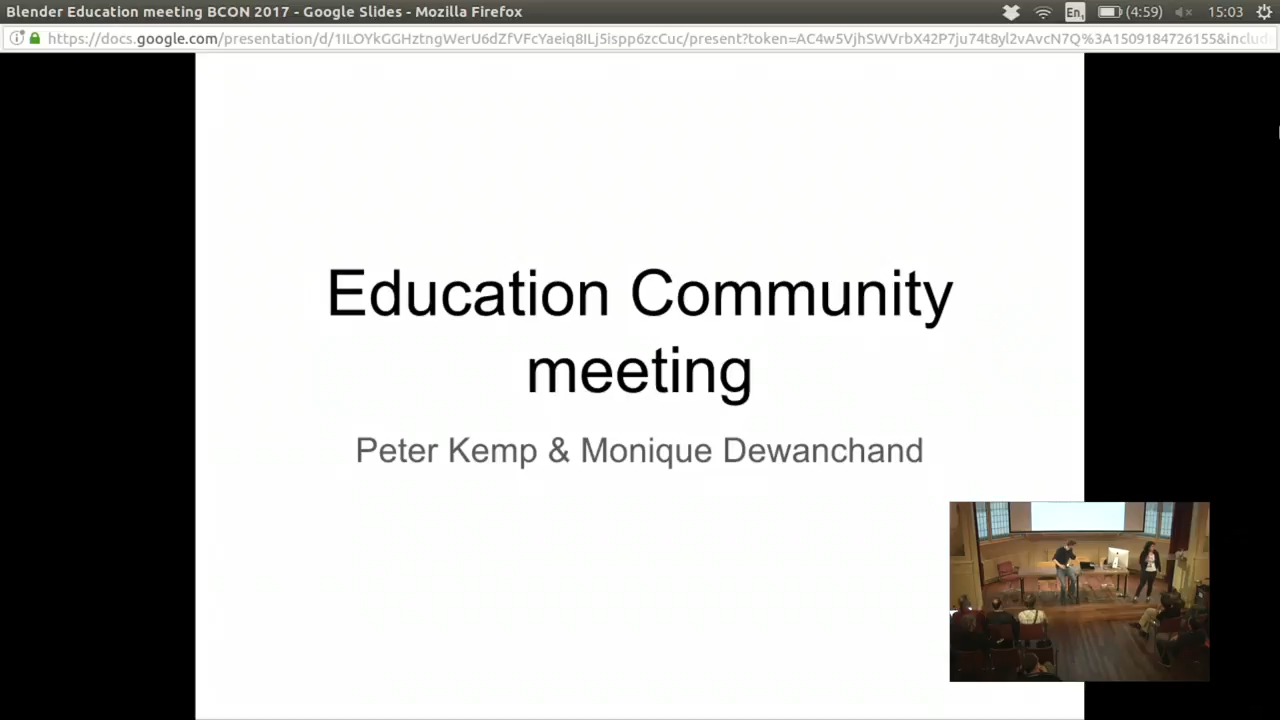 Blender Education meeting BCON 2017 - Google Slides - Mozilla Firefox
En
(4:59)
15:03
https://docs.google.com/presentation/d/1ILOYkGGHztngWerU6dZfVFcYaeiq8ILj5ispp6zcCuc/present?token=AC4w5VjhSWVrbX42P7ju74t8yl2vAvcN7Q%3A1509184726155&includ
Education Community
meeting
Peter Kemp & Monique Dewanchand